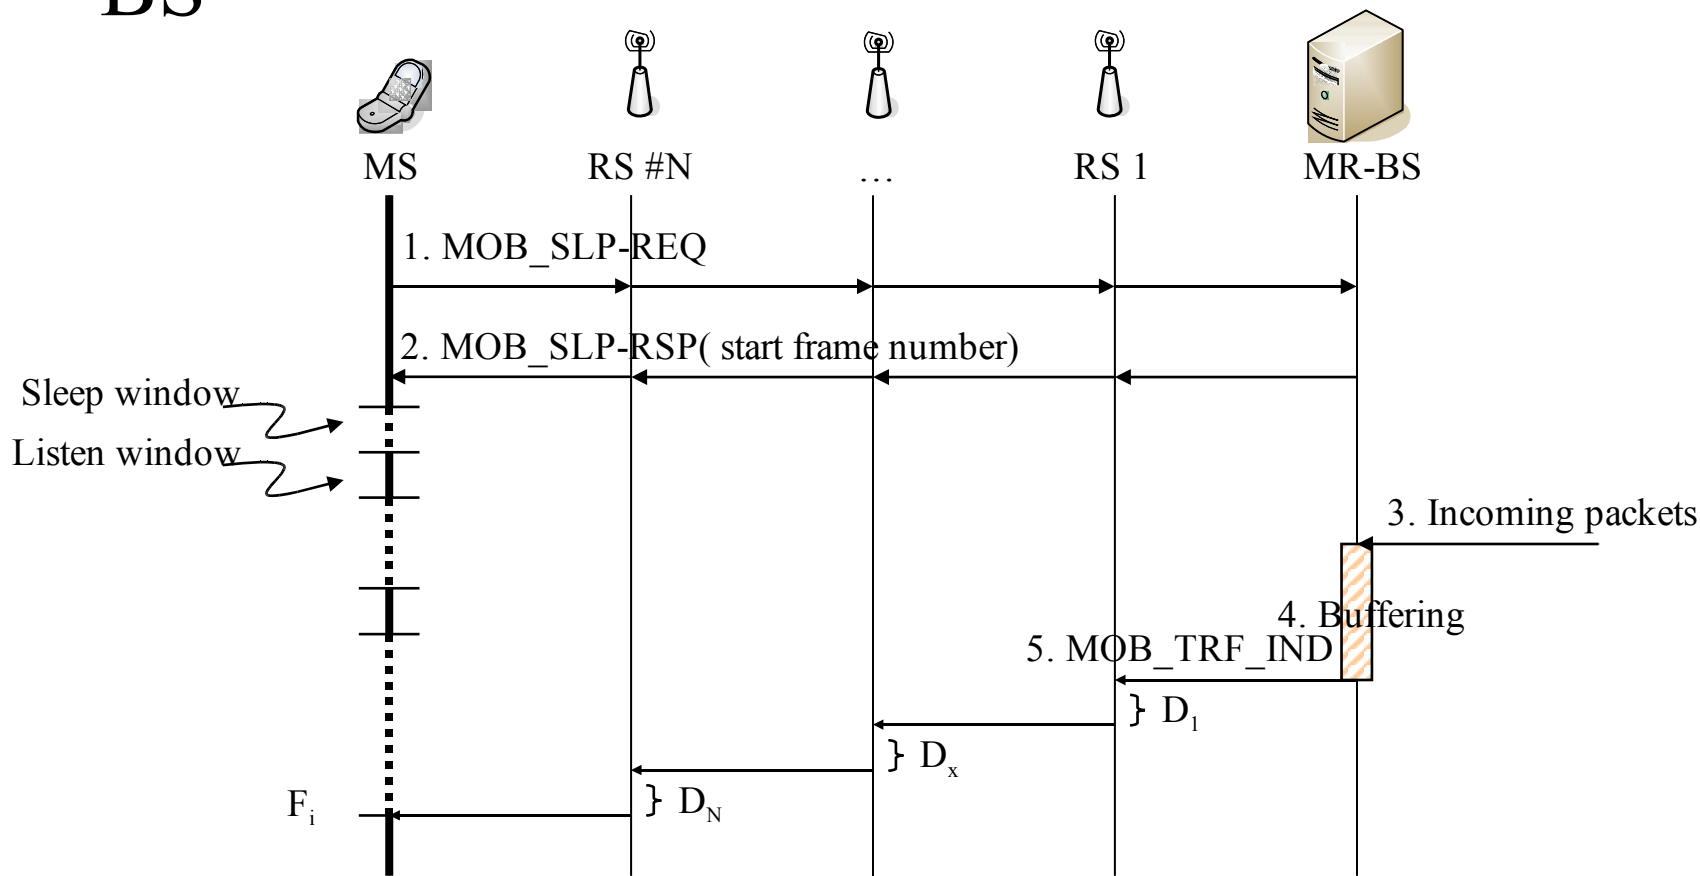 BS
MS
RS #N
…
RS 1
MR-BS
1. MOB_SLP-REQ
2. MOB_SLP-RSP( start frame number)
Sleep window
Listen window
3. Incoming packets
4. Buffering
5. MOB_TRF_IND
} D1
} Dx
} DN
Fi